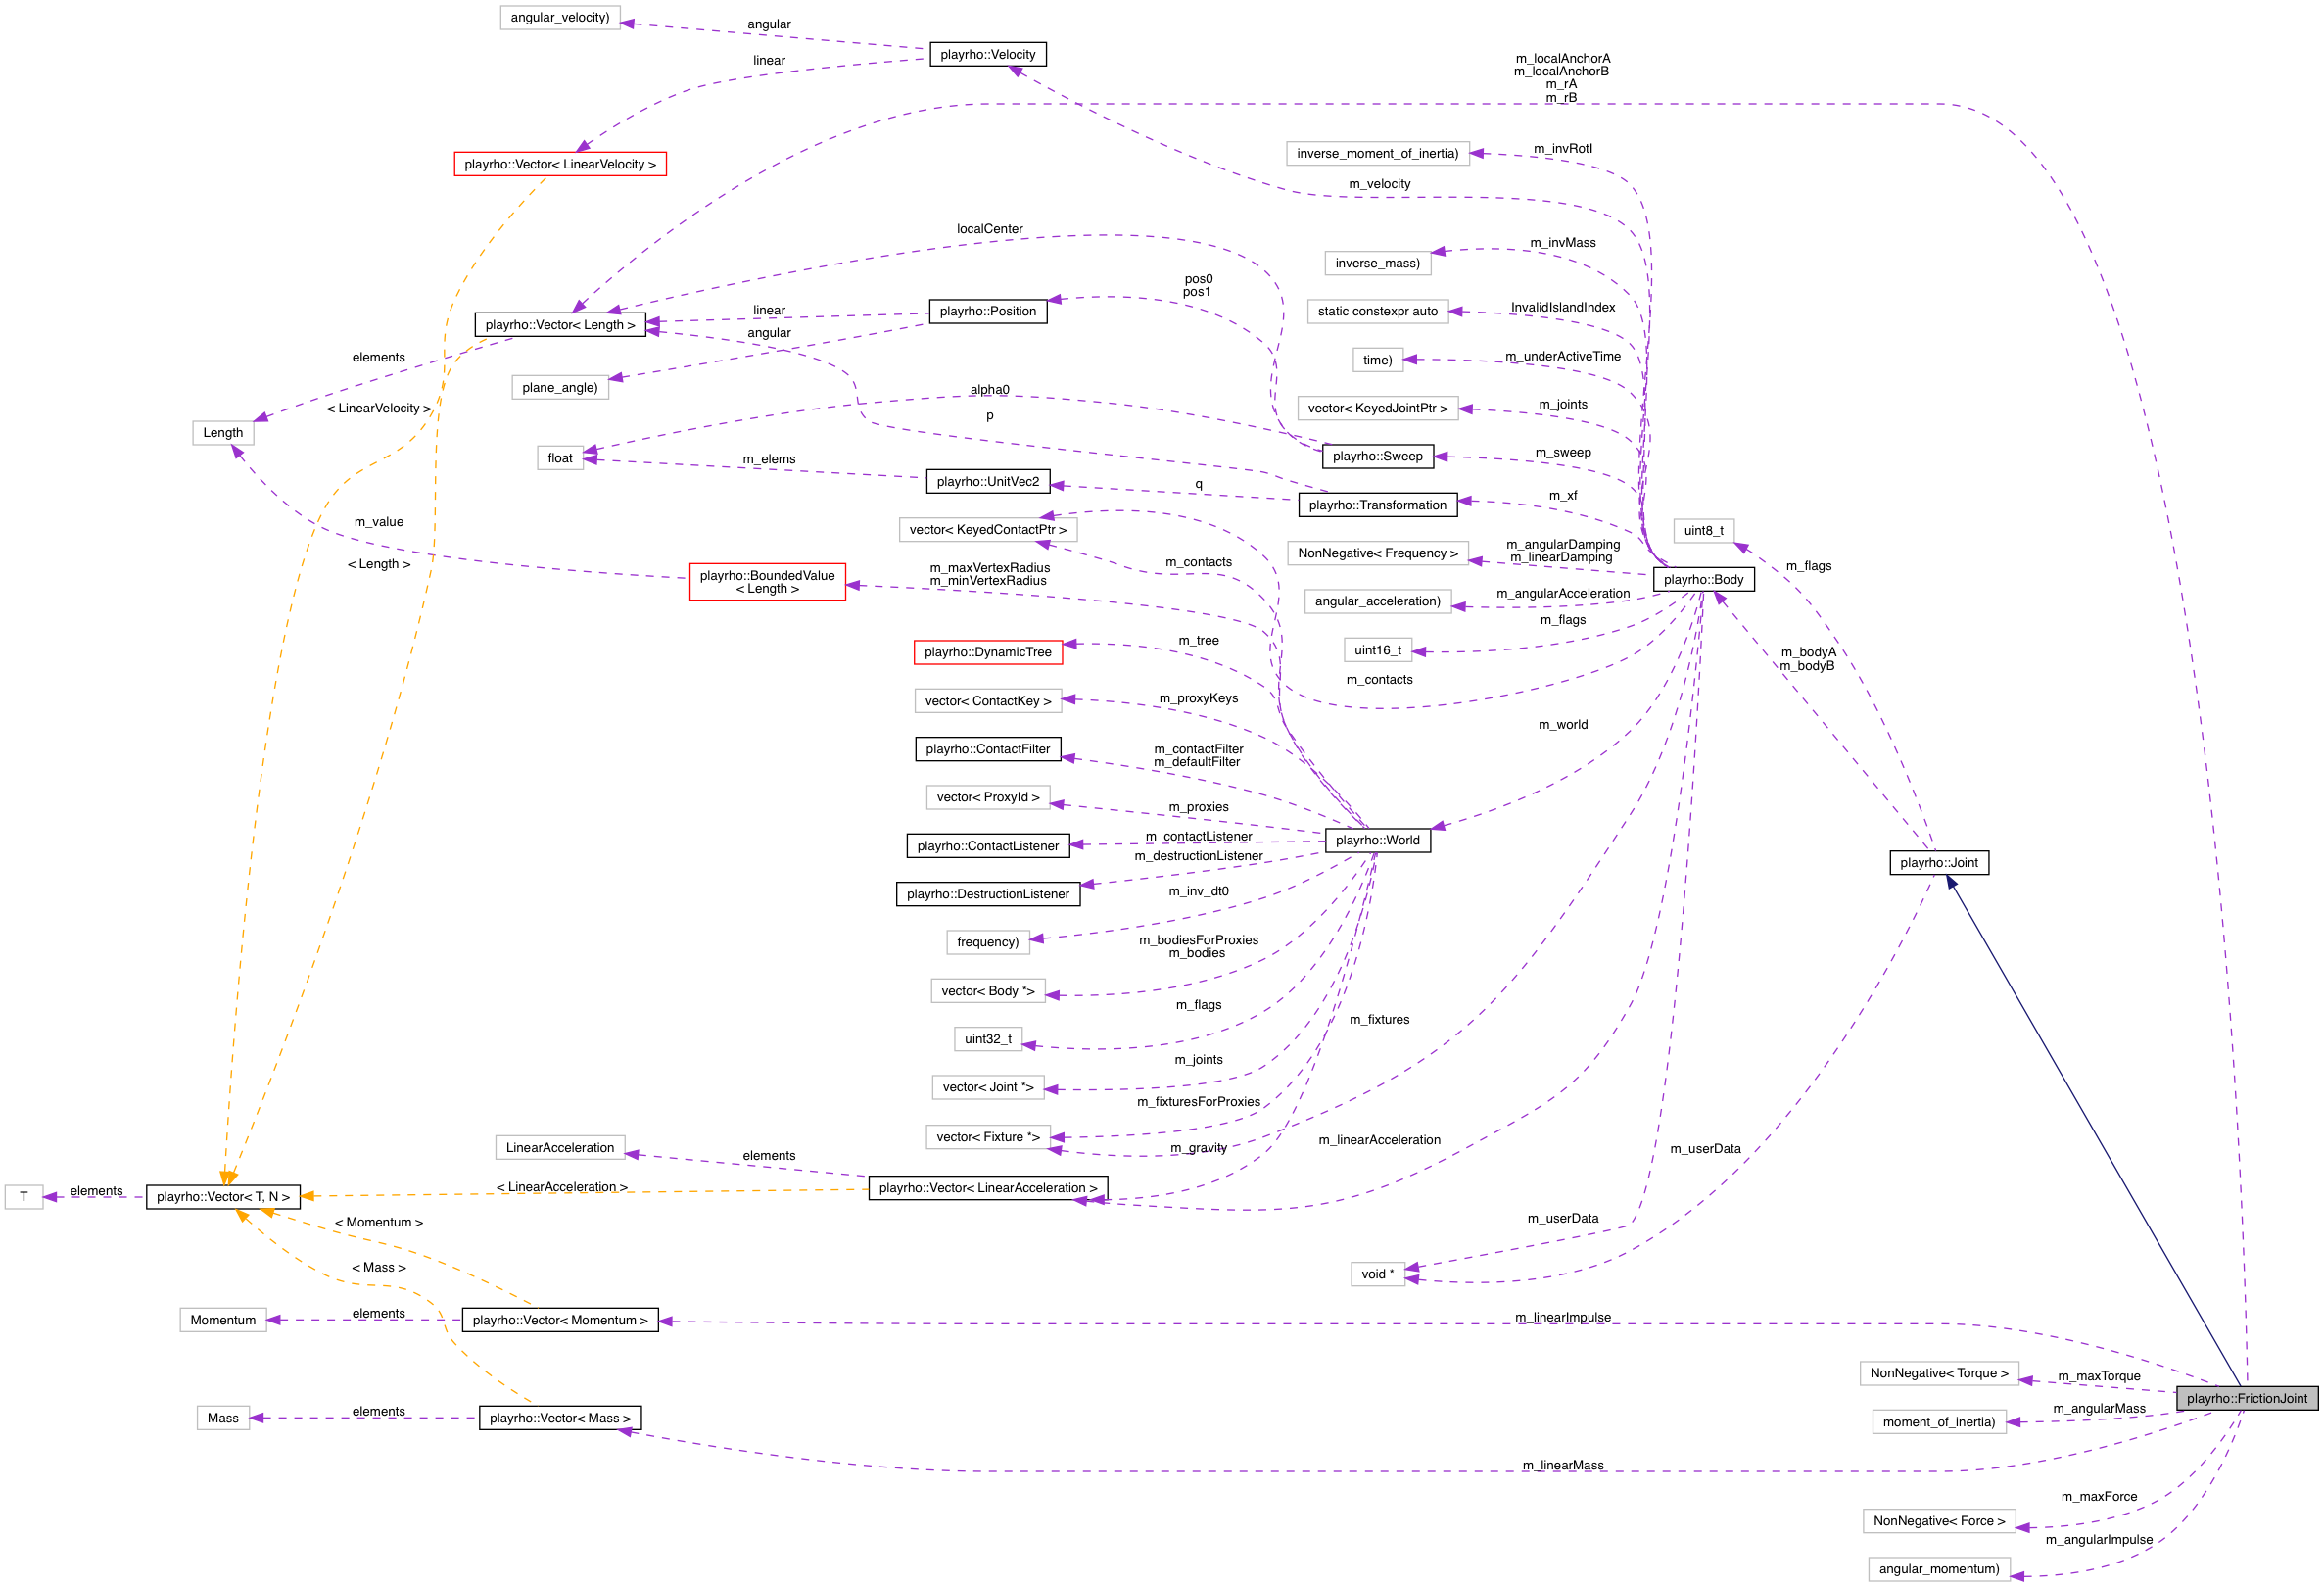 angular_velocity)
angular
playrho::Velocity
linear
m_localAnchorA
m_localAnchorB
m_rA
m_rB
inverse_moment_of_inertia)
m_invRotI
playrho::Vector< LinearVelocity >
m_velocity
localCenter
m_invMass
inverse_mass)
pos0
pos1
playrho::Position
linear
static constexpr auto
InvalidIslandIndex
playrho::Vector< Length >
angular
elements
time)
m_underActiveTime
plane_angle)
alpha0
p
< LinearVelocity >
vector< KeyedJointPtr >
m_joints
Length
float
m_elems
playrho::Sweep
m_sweep
playrho::UnitVec2
q
playrho::Transformation
m_xf
m_value
vector< KeyedContactPtr >
uint8_t
< Length >
m_contacts
NonNegative< Frequency >
m_angularDamping
m_linearDamping
m_flags
playrho::BoundedValue
< Length >
m_maxVertexRadius
m_minVertexRadius
playrho::Body
angular_acceleration)
m_angularAcceleration
m_flags
playrho::DynamicTree
m_tree
uint16_t
m_bodyA
m_bodyB
m_contacts
vector< ContactKey >
m_proxyKeys
m_world
playrho::ContactFilter
m_contactFilter
m_defaultFilter
vector< ProxyId >
m_proxies
playrho::ContactListener
m_contactListener
playrho::World
m_destructionListener
playrho::Joint
playrho::DestructionListener
m_inv_dt0
frequency)
m_bodiesForProxies
m_bodies
vector< Body *>
m_flags
m_fixtures
uint32_t
m_joints
vector< Joint *>
m_fixturesForProxies
vector< Fixture *>
m_gravity
m_linearAcceleration
m_userData
LinearAcceleration
elements
T
elements
playrho::Vector< T, N >
< LinearAcceleration >
playrho::Vector< LinearAcceleration >
< Momentum >
m_userData
< Mass >
void *
Momentum
elements
playrho::Vector< Momentum >
m_linearImpulse
NonNegative< Torque >
m_maxTorque
playrho::FrictionJoint
Mass
elements
playrho::Vector< Mass >
moment_of_inertia)
m_angularMass
m_linearMass
m_maxForce
NonNegative< Force >
m_angularImpulse
angular_momentum)